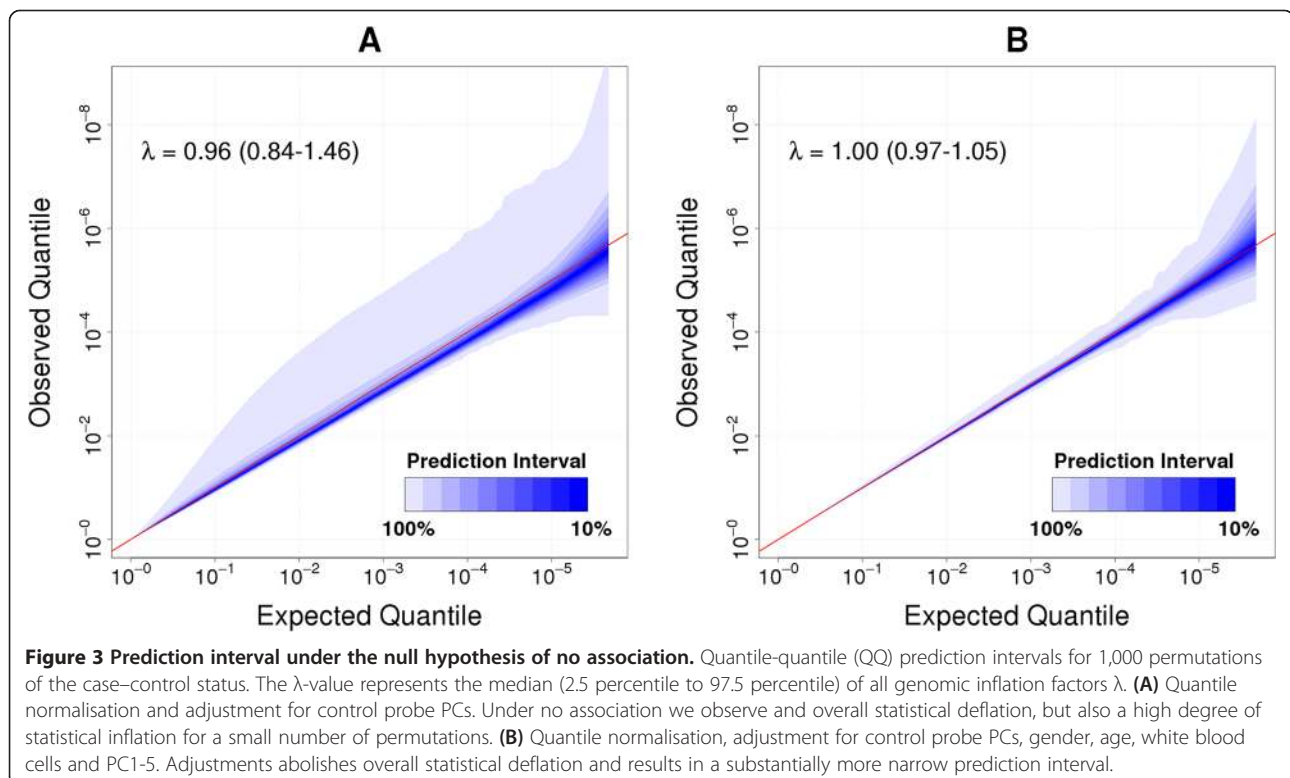 A
B
Observed Quantile
10⁻⁸
10⁻⁶
10⁻⁴
10⁻²
10⁻⁰
λ = 0.96 (0.84-1.46)
Prediction Interval
100% 10%
10⁻⁰ 10⁻¹ 10⁻² 10⁻³ 10⁻⁴ 10⁻⁵
Expected Quantile
Observed Quantile
10⁻⁸
10⁻⁶
10⁻⁴
10⁻²
10⁻⁰
λ = 1.00 (0.97-1.05)
Prediction Interval
100% 10%
10⁻⁰ 10⁻¹ 10⁻² 10⁻³ 10⁻⁴ 10⁻⁵
Expected Quantile
Figure 3 Prediction interval under the null hypothesis of no association. Quantile-quantile (QQ) prediction intervals for 1,000 permutations
of the case–control status. The λ-value represents the median (2.5 percentile to 97.5 percentile) of all genomic inflation factors λ. (A) Quantile
normalisation and adjustment for control probe PCs. Under no association we observe and overall statistical deflation, but also a high degree of
statistical inflation for a small number of permutations. (B) Quantile normalisation, adjustment for control probe PCs, gender, age, white blood
cells and PC1-5. Adjustments abolishes overall statistical deflation and results in a substantially more narrow prediction interval.